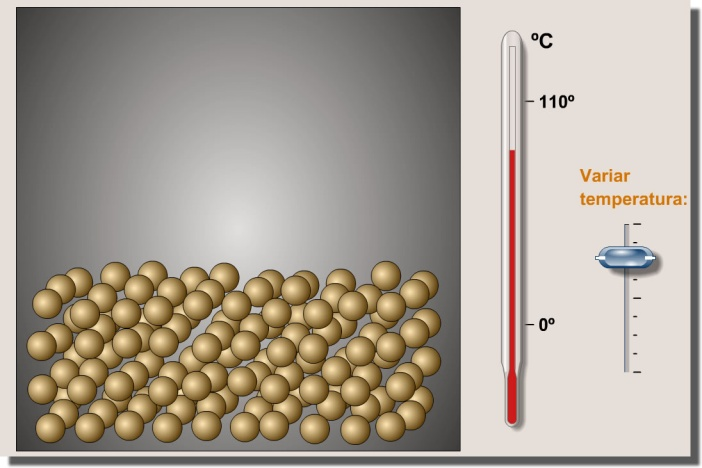 ºC
110º
Variar
temperatura:
0º